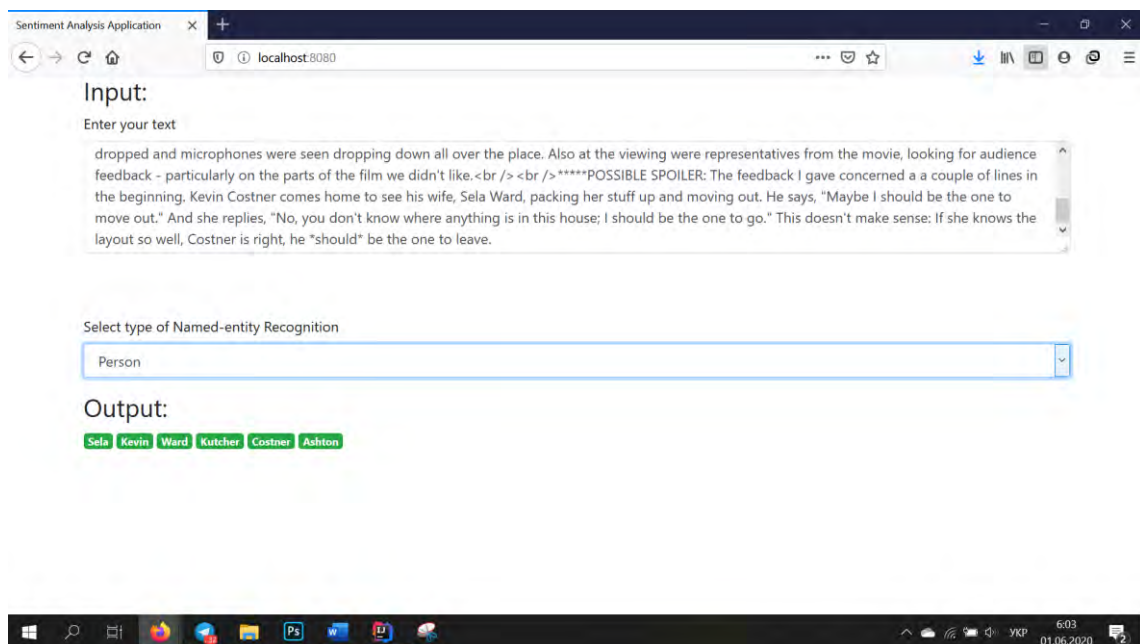 Sentiment Analysis Application
localhost:8080
Input:
Enter your text
dropped and microphones were seen dropping down all over the place. Also at the viewing were representatives from the movie, looking for audience
feedback - particularly on the parts of the film we didn't like.<br /><br />*****POSSIBLE SPOILER: The feedback I gave concerned a a couple of lines in
the beginning, Kevin Costner comes home to see his wife, Sela Ward, packing her stuff up and moving out. He says, "Maybe I should be the one to
move out." And she replies, "No, you don't know where anything is in this house; I should be the one to go." This doesn't make sense: If she knows the
layout so well, Costner is right, he *should* be the one to leave.
Select type of Named-entity Recognition
Person
Output:
Sela Kevin Ward Kutcher Costner Ashton
Ps
УКР
6:03
01.06.2020
2